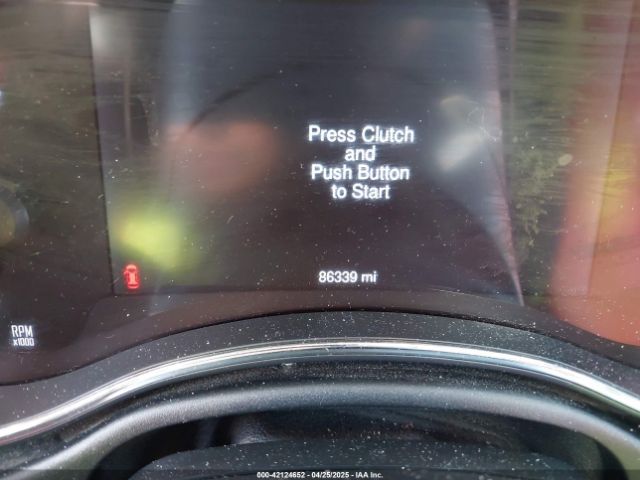 Press Clutch
and
Push Button
to Start
86339 mi
RPM
x1000
000-42124652 / 04/25/2025 - IAA Inc.